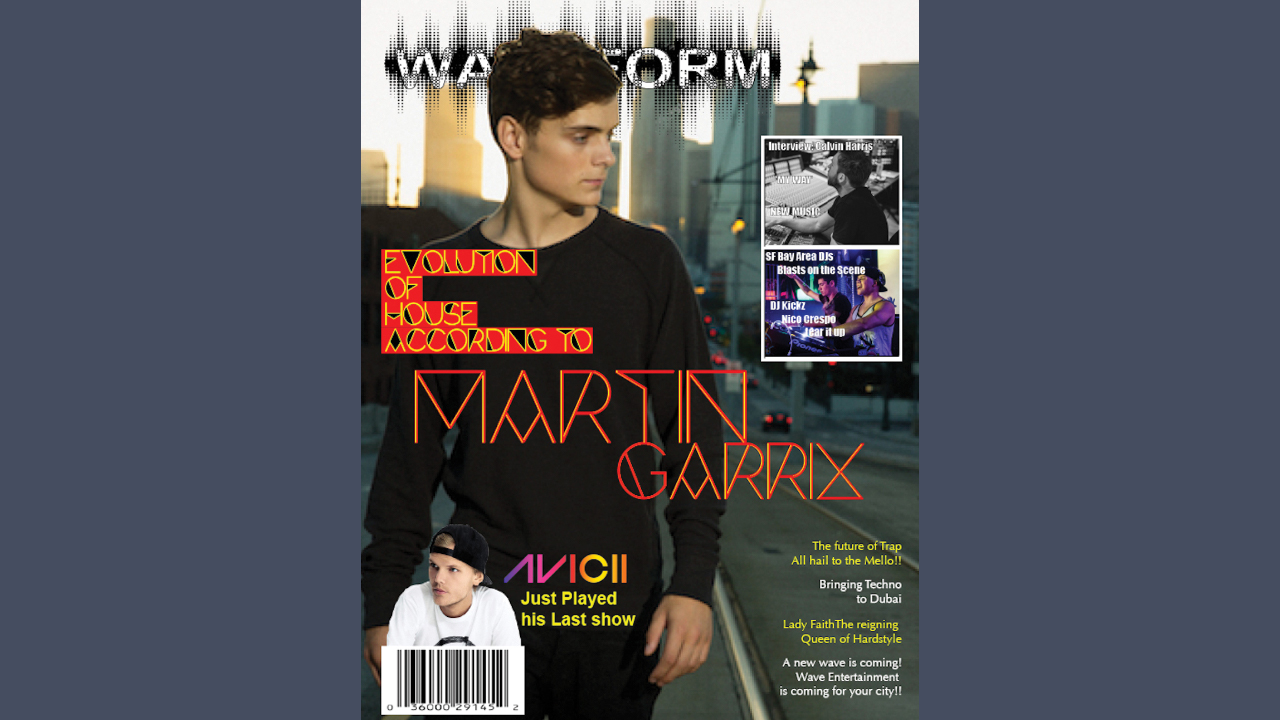 WA FORM
Interview: Calvin Harris
"MY WAY"
NEW MUSIC
SF Bay Area DJs
Blasts on the Scene
DJ Kickz
Nico Crespo
tear it up
EVOLUTION
OF
HOUSE
ACCORDING TO
MARTIN
GARRIX
AVICII
Just Played
his Last show
The future of Trap
All hail to the Mello!!
Bringing Techno
to Dubai
Lady FaithThe reigning
Queen of Hardstyle
A new wave is coming!
Wave Entertainment
is coming for your city!!
0 36000 29145 2